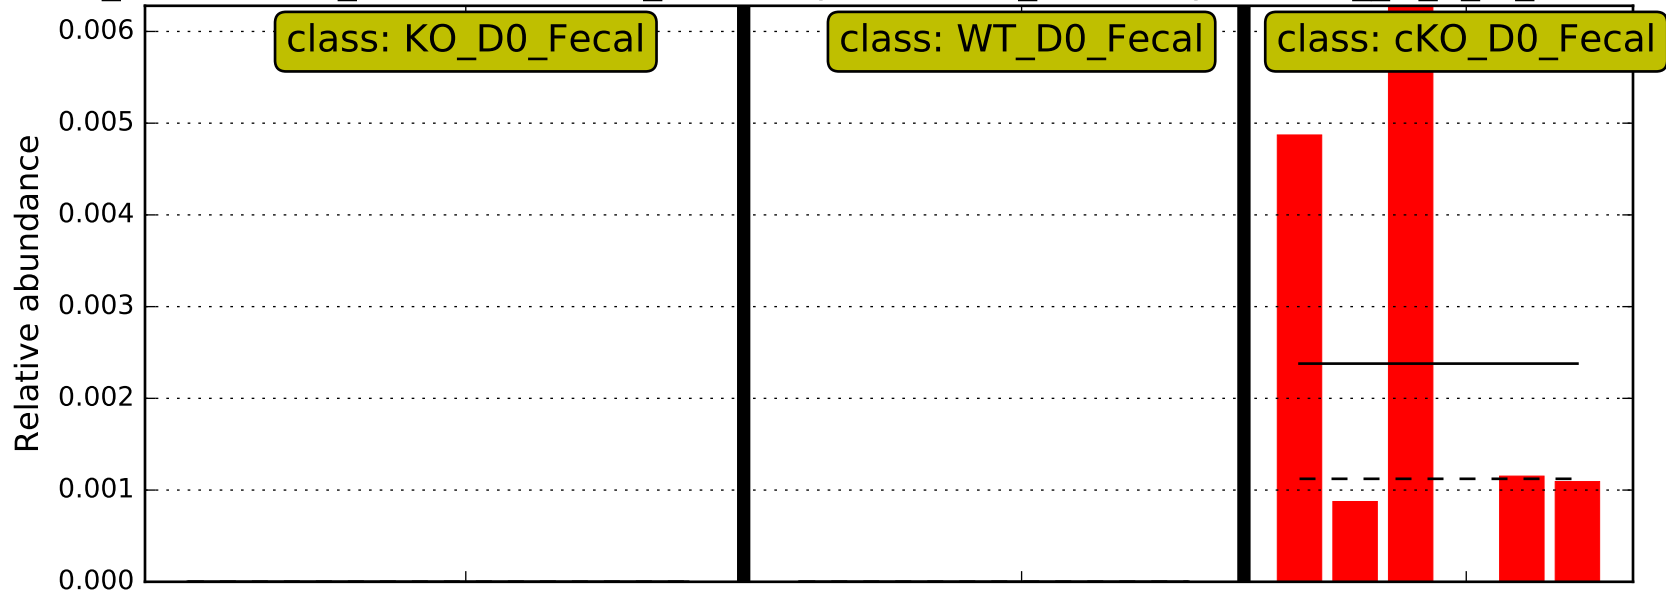 class: KO_D0_Fecal
class: WT_D0_Fecal
class: cKO_D0_Fecal
Relative abundance
0.006
0.005
0.004
0.003
0.002
0.001
0.000